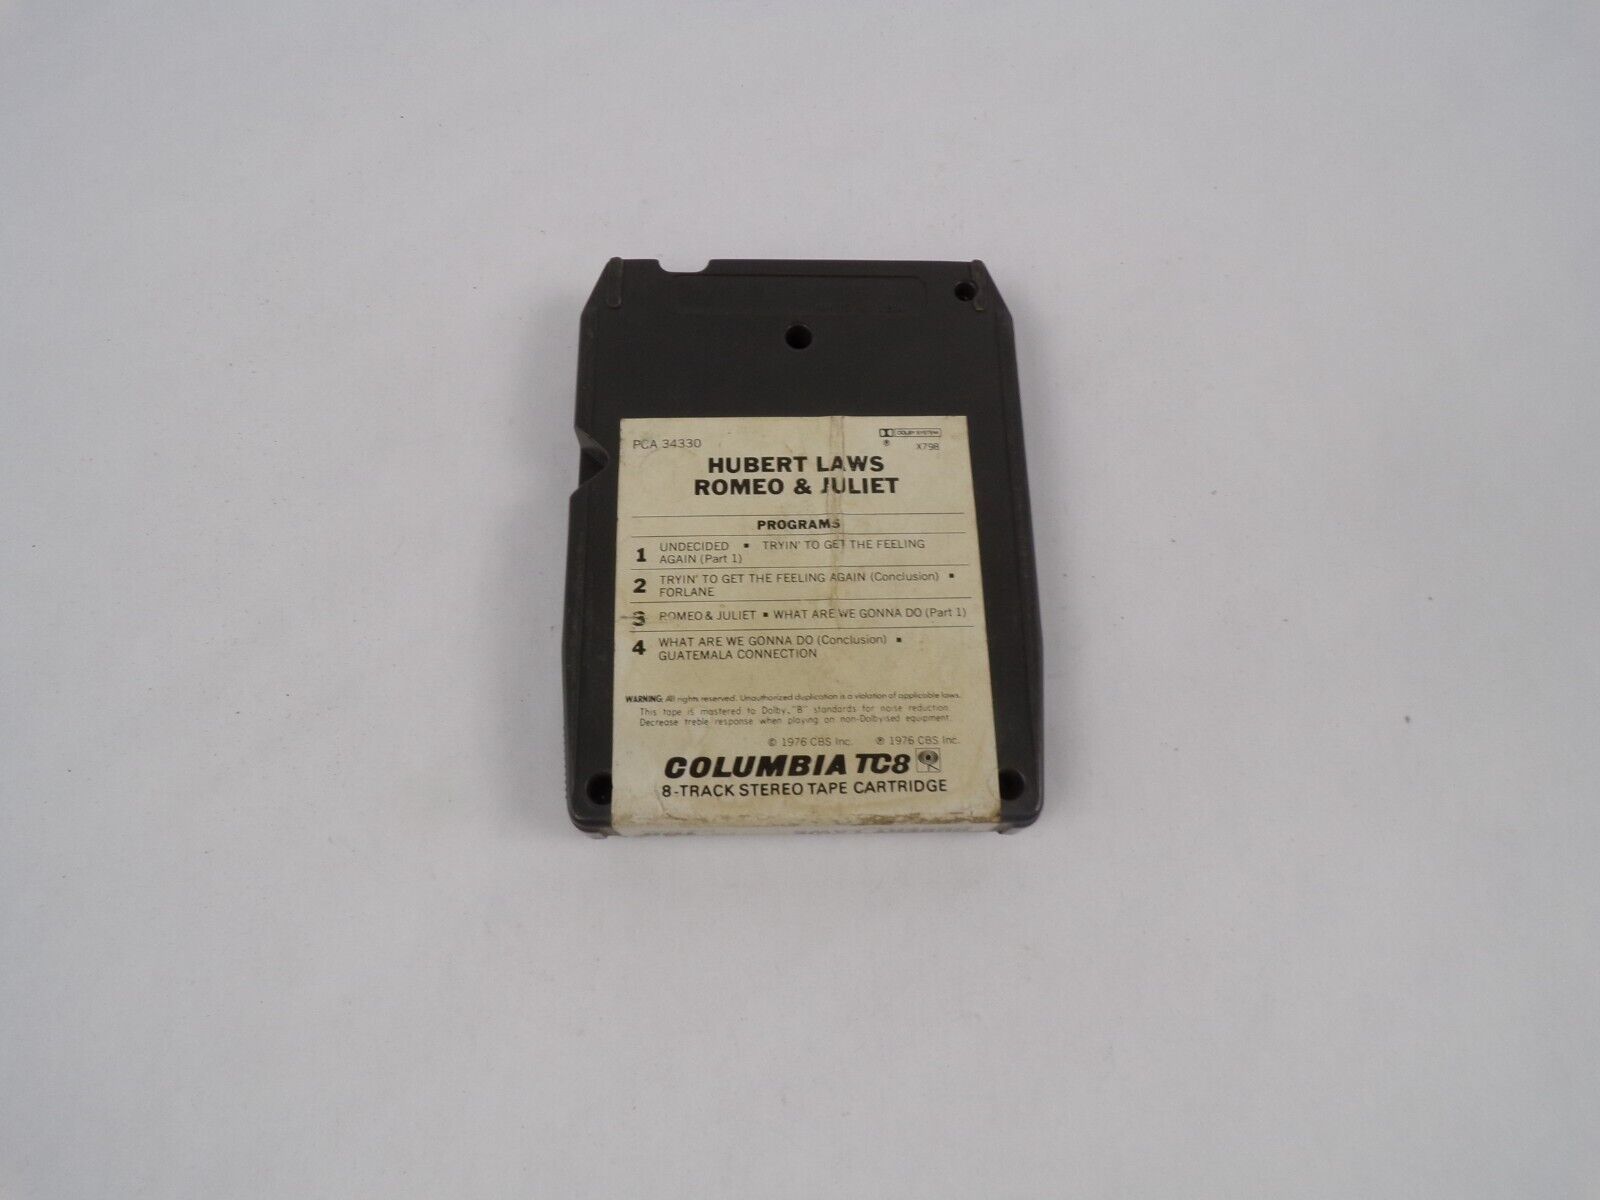 PCA 34330
DOLBY SYSTEM
® X798
HUBERT LAWS
ROMEO & JULIET
PROGRAMS
1 UNDECIDED ▪ TRYIN' TO GET THE FEELING
AGAIN (Part 1)
2 TRYIN' TO GET THE FEELING AGAIN (Conclusion) ▪
FORLANE
3 ROMEO & JULIET ▪ WHAT ARE WE GONNA DO (Part 1)
4 WHAT ARE WE GONNA DO (Conclusion) ▪
GUATEMALA CONNECTION
WARNING: All rights reserved. Unauthorized duplication is a violation of applicable laws.
This tape is mastered to Dolby, "B" standards for noise reduction.
Decrease treble response when playing on non-Dolbyised equipment.
© 1976 CBS Inc. ℗ 1976 CBS Inc.
COLUMBIA TC8
8-TRACK STEREO TAPE CARTRIDGE